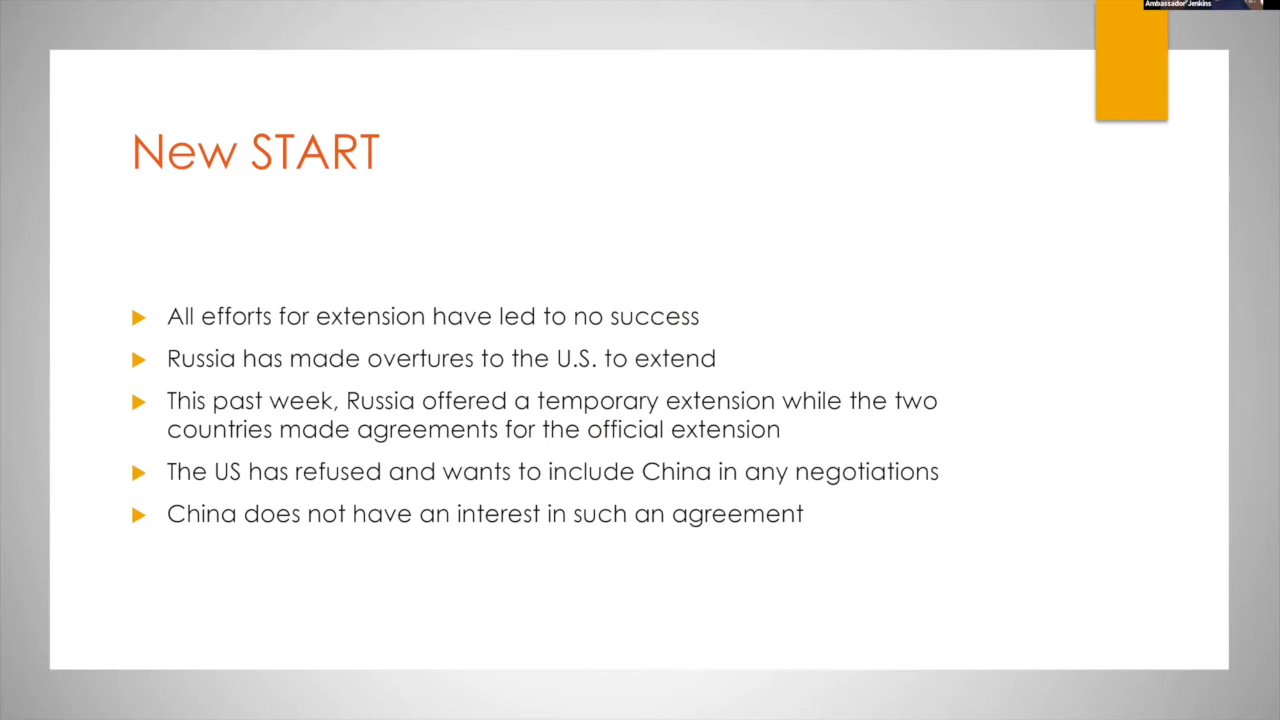 Ambassador Jenkins
New START
All efforts for extension have led to no success
Russia has made overtures to the U.S. to extend
This past week, Russia offered a temporary extension while the two
countries made agreements for the official extension
The US has refused and wants to include China in any negotiations
China does not have an interest in such an agreement